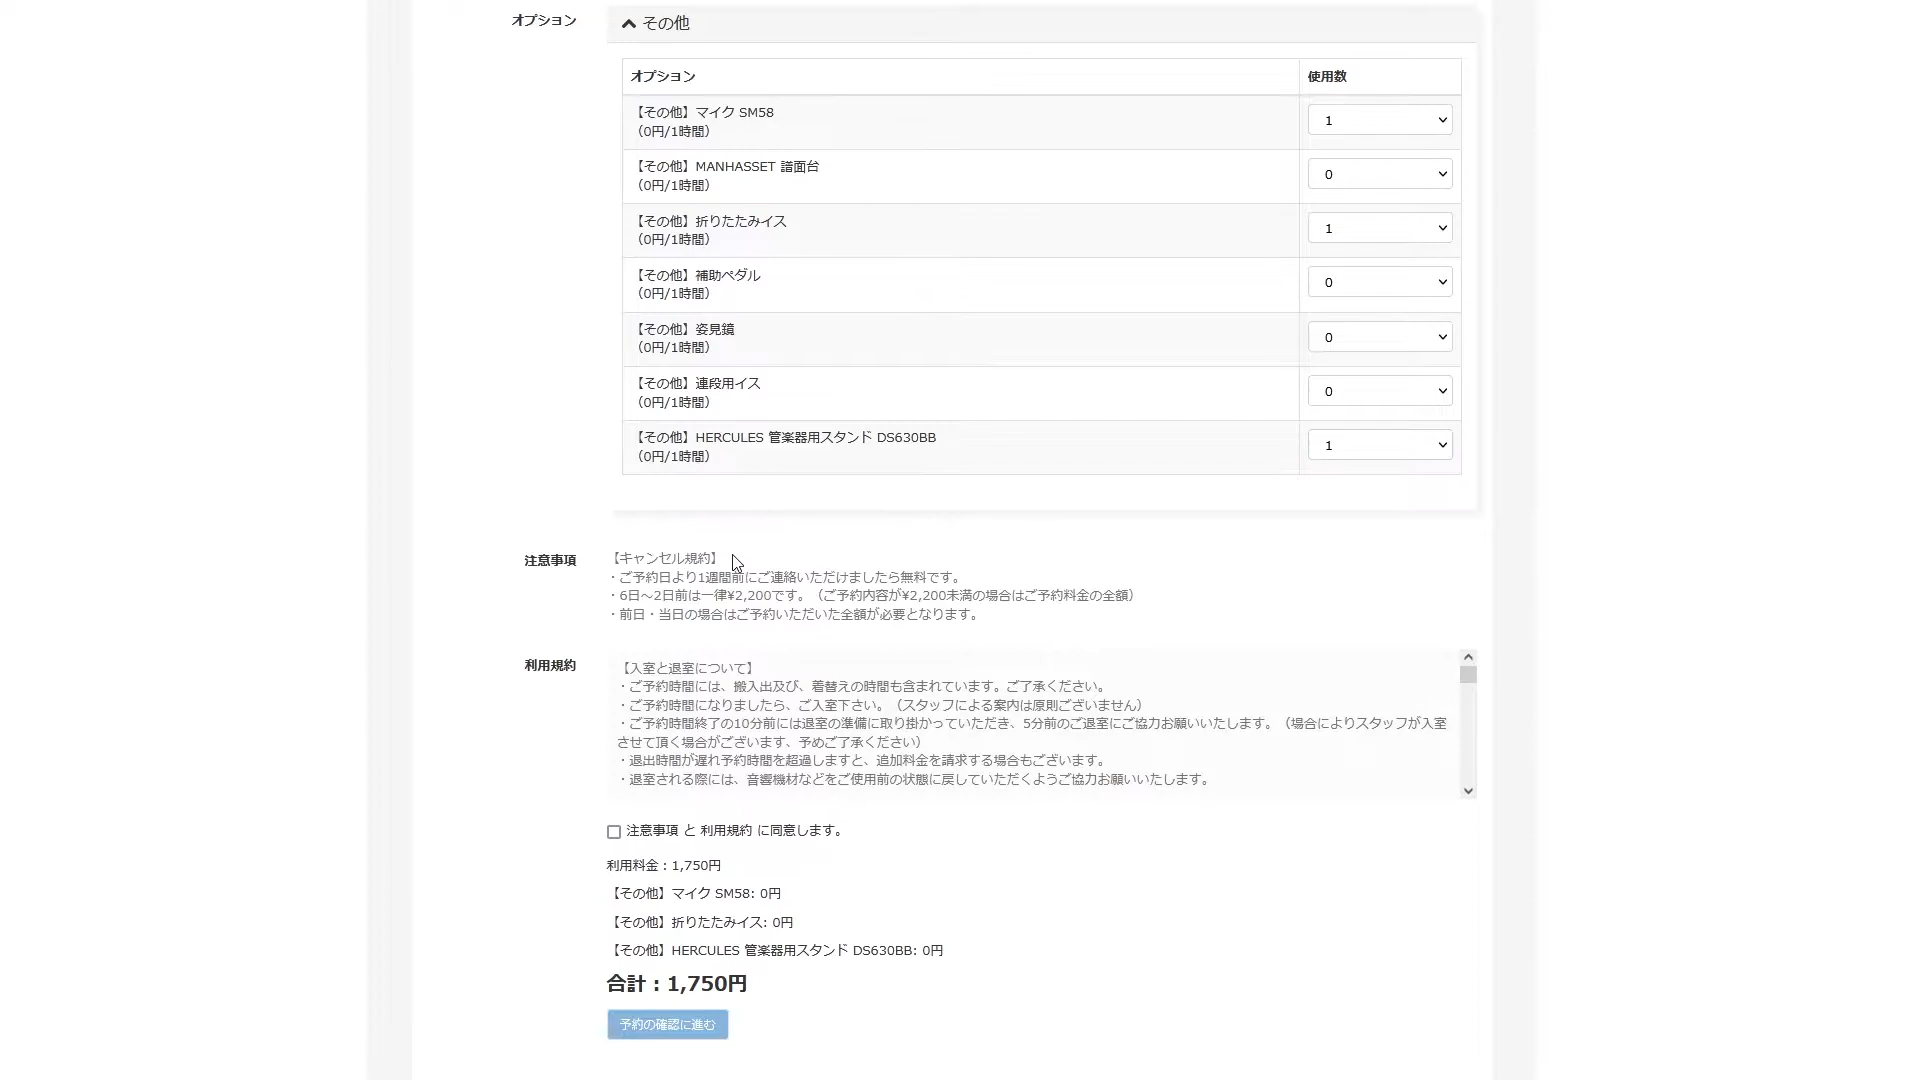 オプション
その他
オプション
使用数
【その他】マイク SM58
（0円/1時間）
1
【その他】MANHASSET 譜面台
（0円/1時間）
0
【その他】折りたたみイス
（0円/1時間）
1
【その他】補助ペダル
（0円/1時間）
0
【その他】姿見鏡
（0円/1時間）
0
【その他】連段用イス
（0円/1時間）
0
【その他】HERCULES 管楽器用スタンド DS630BB
（0円/1時間）
1
注意事項
【キャンセル規約】
・ご予約日より1週間前にご連絡いただけましたら無料です。
・6日～2日前は一律¥2,200です。（ご予約内容が¥2,200未満の場合はご予約料金の全額）
・前日・当日の場合はご予約いただいた全額が必要となります。
利用規約
【入室と退室について】
・ご予約時間には、搬入出及び、着替えの時間も含まれています。ご了承ください。
・ご予約時間になりましたら、ご入室下さい。（スタッフによる案内は原則ございません）
・ご予約時間終了の10分前には退室の準備に取り掛かっていただき、5分前のご退室にご協力お願いいたします。（場合によりスタッフが入室
させて頂く場合がございます、予めご了承ください）
・退出時間が遅れ予約時間を超過しますと、追加料金を請求する場合もございます。
・退室される際には、音響機材などをご使用前の状態に戻していただくようご協力お願いいたします。
注意事項 と 利用規約 に同意します。
利用料金：1,750円
【その他】マイク SM58: 0円
【その他】折りたたみイス: 0円
【その他】HERCULES 管楽器用スタンド DS630BB: 0円
合計：1,750円
予約の確認に進む